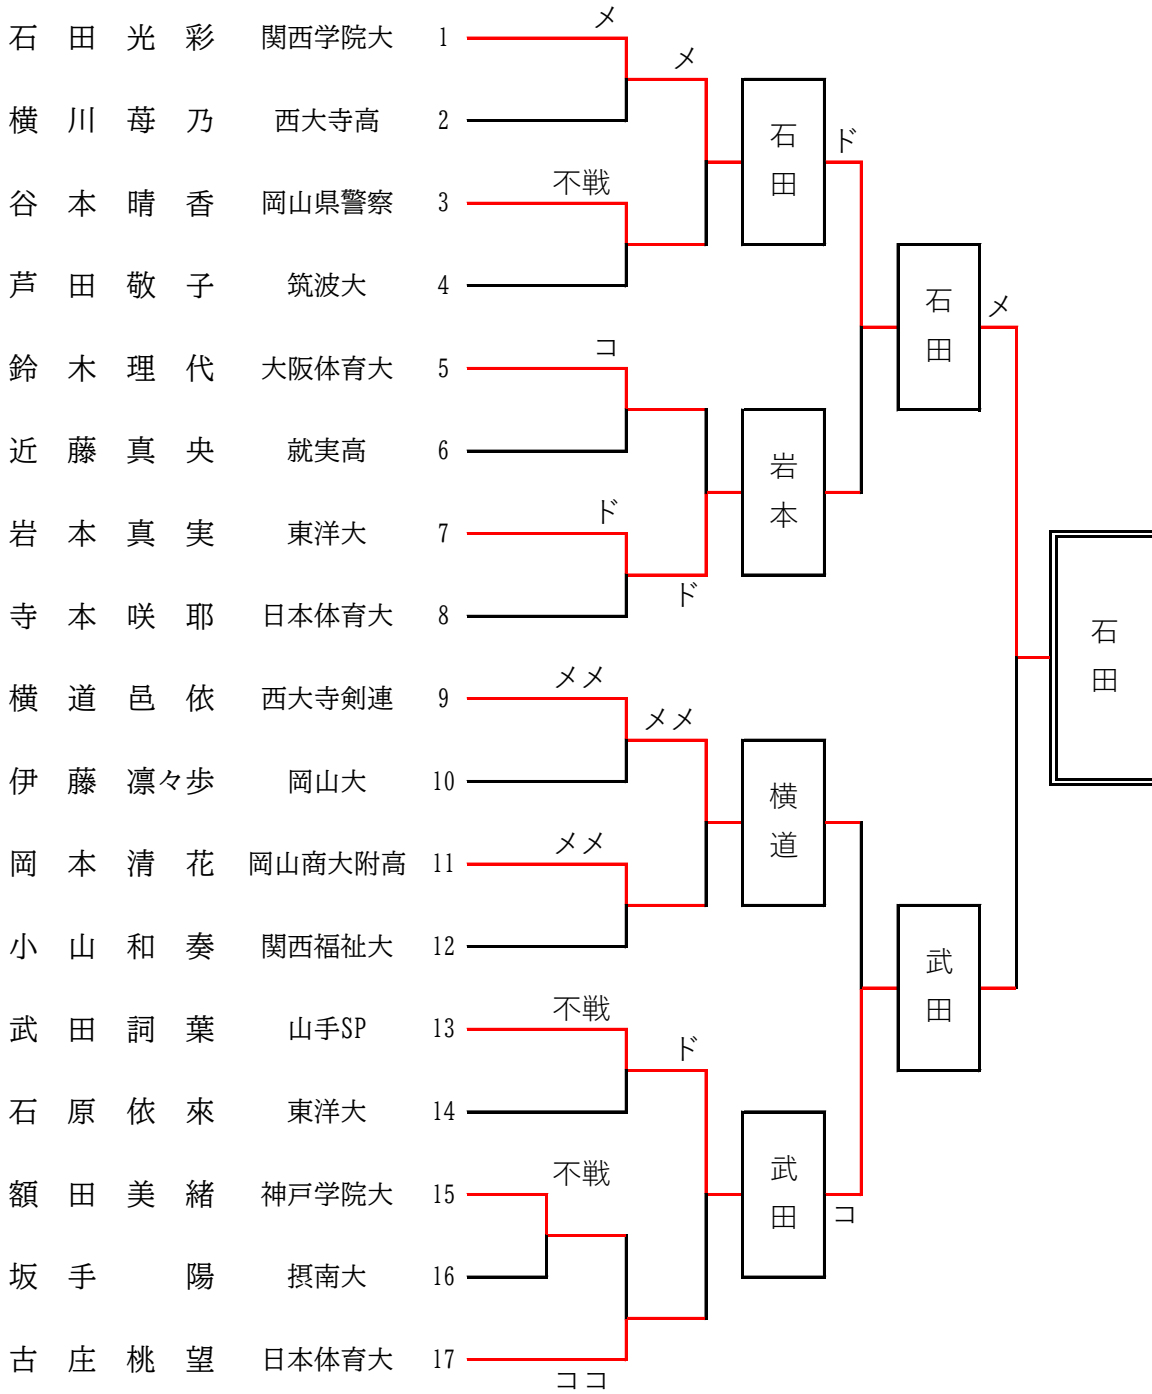 石田光彩 関西学院大 1 メ
メ
横川苺乃 西大寺高 2
石田
ド
谷本晴香 岡山県警察 3 不戦
芦田敬子 筑波大 4
石田
メ
鈴木理代 大阪体育大 5 コ
近藤真央 就実高 6
岩本
岩本真実 東洋大 7 ド
ド
寺本咲耶 日本体育大 8
石田
横道邑依 西大寺剣連 9 メメ
メメ
伊藤凛々歩 岡山大 10
横道
岡本清花 岡山商大附高 11 メメ
小山和奏 関西福祉大 12
武田
武田詞葉 山手SP 13 不戦
ド
石原依來 東洋大 14
武田
コ
額田美緒 神戸学院大 15 不戦
坂手陽 摂南大 16
古庄桃望 日本体育大 17 ココ